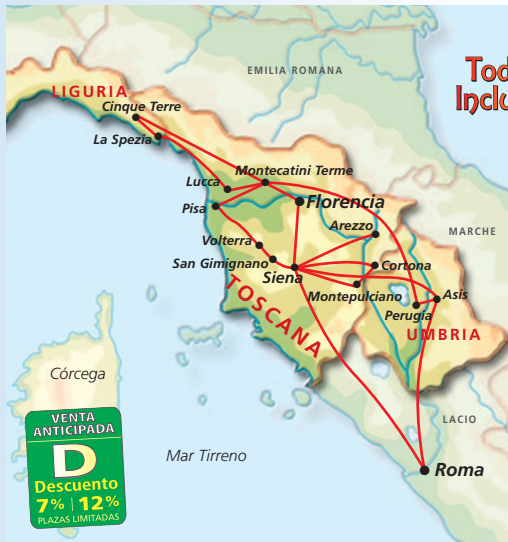 EMILIA ROMANA
Tod
Inclu
LIGURIA
Cinque Terre
La Spezia
Montecatini Terme
Lucca
Pisa
Florencia
Arezzo
MARCHE
Volterra
San Gimignano
Siena
Cortona
Montepulciano
Asis
Perugia
TOSCANA
UMBRIA
Córcega
LACIO
Mar Tirreno
Roma
VENTA
ANTICIPADA
D
Descuento
7% | 12%
PLAZAS LIMITADAS